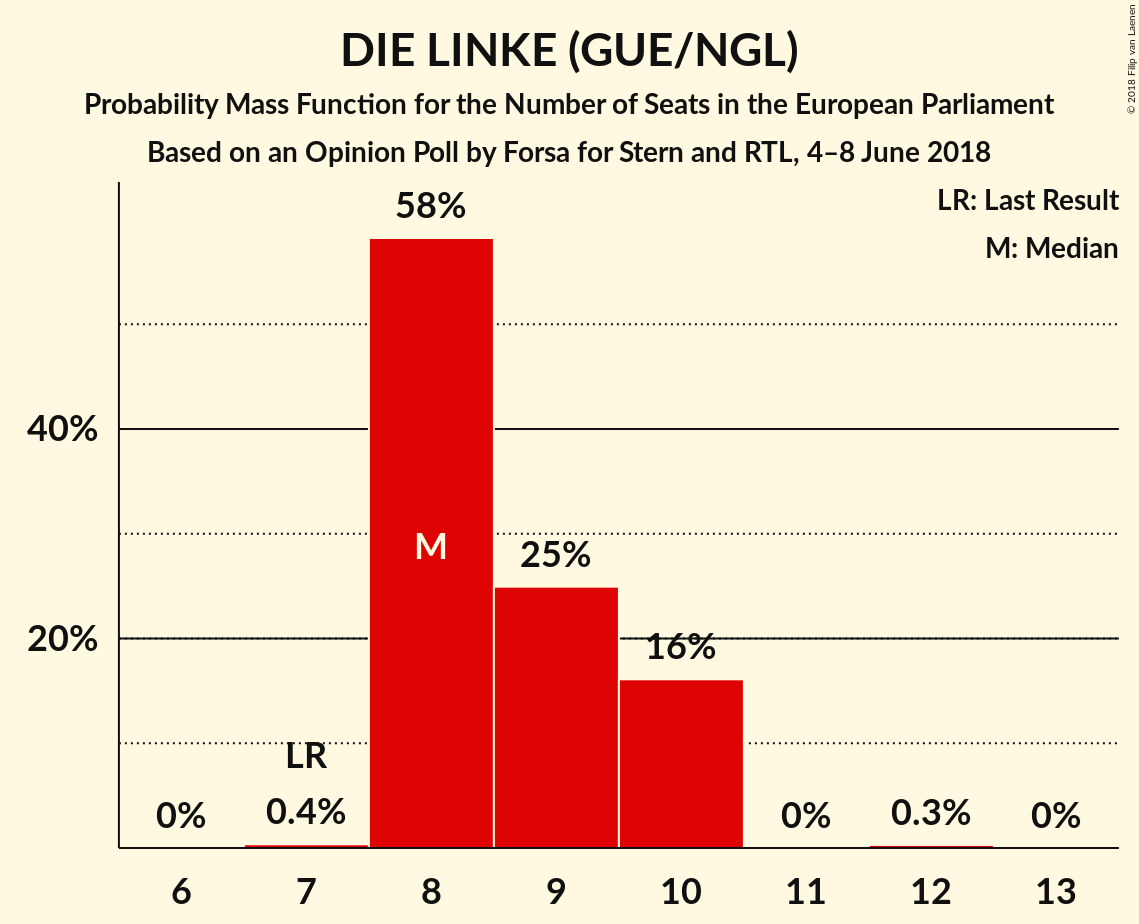 DIE LINKE (GUE/NGL)
Probability Mass Function for the Number of Seats in the European Parliament
Based on an Opinion Poll by Forsa for Stern and RTL, 4–8 June 2018
© 2018 Filip van Laenen
LR: Last Result
M: Median
58%
40%
M
25%
20%
16%
LR
0%
0.4%
0%
0.3%
0%
6
7
8
9
10
11
12
13